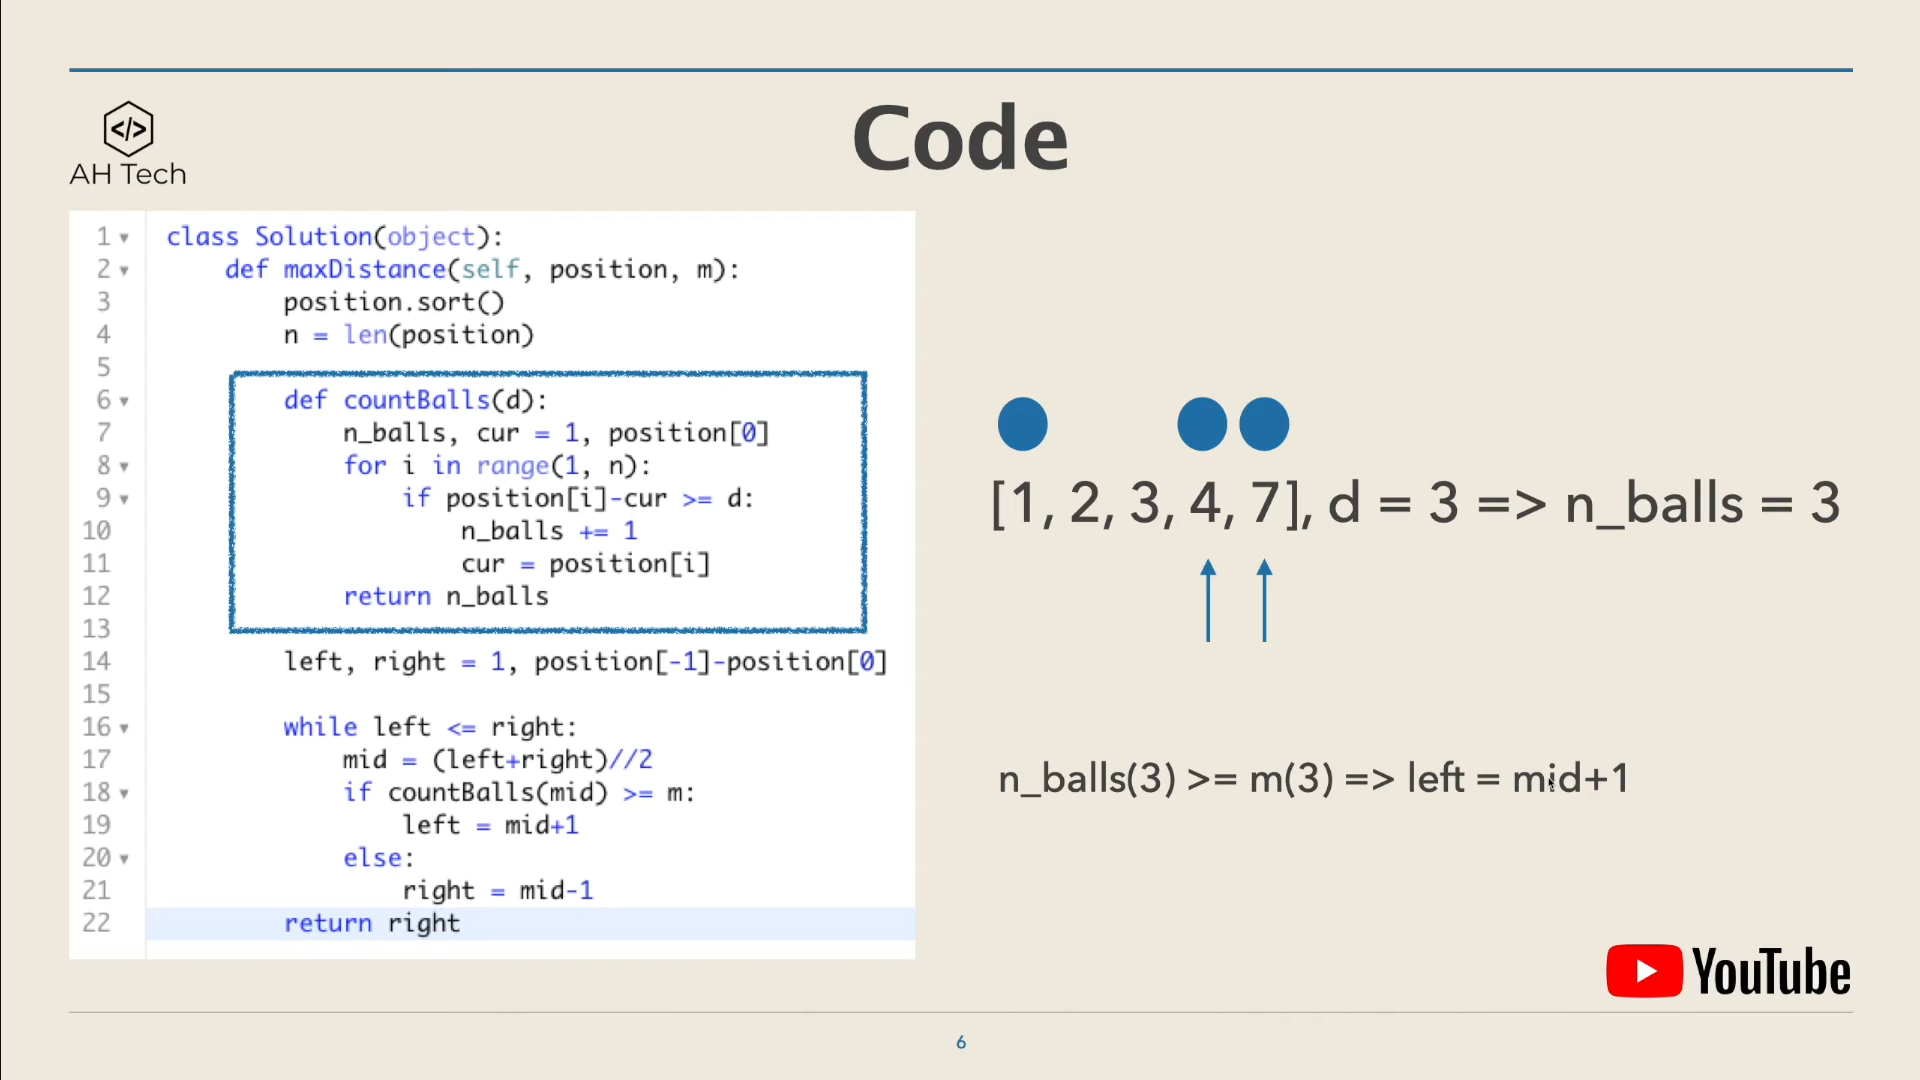 Code
</>
AH Tech
1 class Solution(object):
2     def maxDistance(self, position, m):
3         position.sort()
4         n = len(position)
5
6         def countBalls(d):
7             n_balls, cur = 1, position[0]
8             for i in range(1, n):
9                 if position[i]-cur >= d:
10                     n_balls += 1
11                     cur = position[i]
12             return n_balls
13
14         left, right = 1, position[-1]-position[0]
15
16         while left <= right:
17             mid = (left+right)//2
18             if countBalls(mid) >= m:
19                 left = mid+1
20             else:
21                 right = mid-1
22         return right
[1, 2, 3, 4, 7], d = 3 => n_balls = 3
n_balls(3) >= m(3) => left = mid+1
YouTube
6